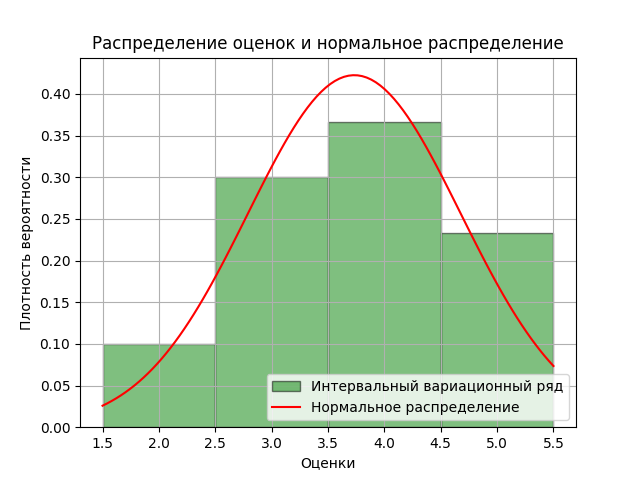 Распределение оценок и нормальное распределение
Плотность вероятности
0.40
0.35
0.30
0.25
0.20
0.15
0.10
0.05
0.00
Интервальный вариационный ряд
Нормальное распределение
1.5 2.0 2.5 3.0 3.5 4.0 4.5 5.0 5.5
Оценки